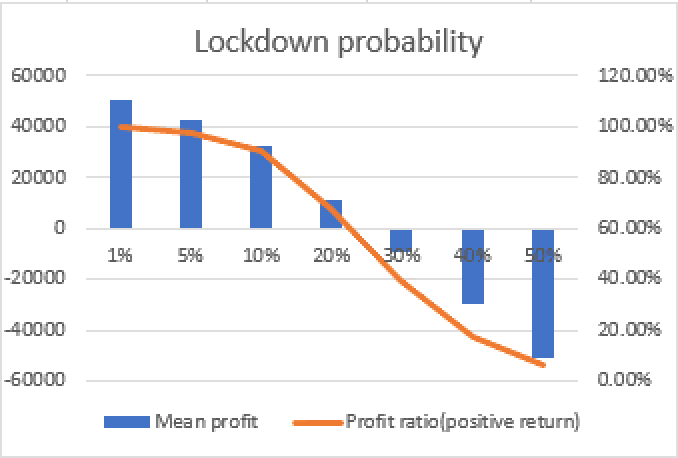 Lockdown probability
60000 120.00%
40000 100.00%
20000 80.00%
0 60.00%
1% 5% 10% 20% 30% 40% 50%
-20000 40.00%
-40000 20.00%
-60000 0.00%
Mean profit Profit ratio(positive return)